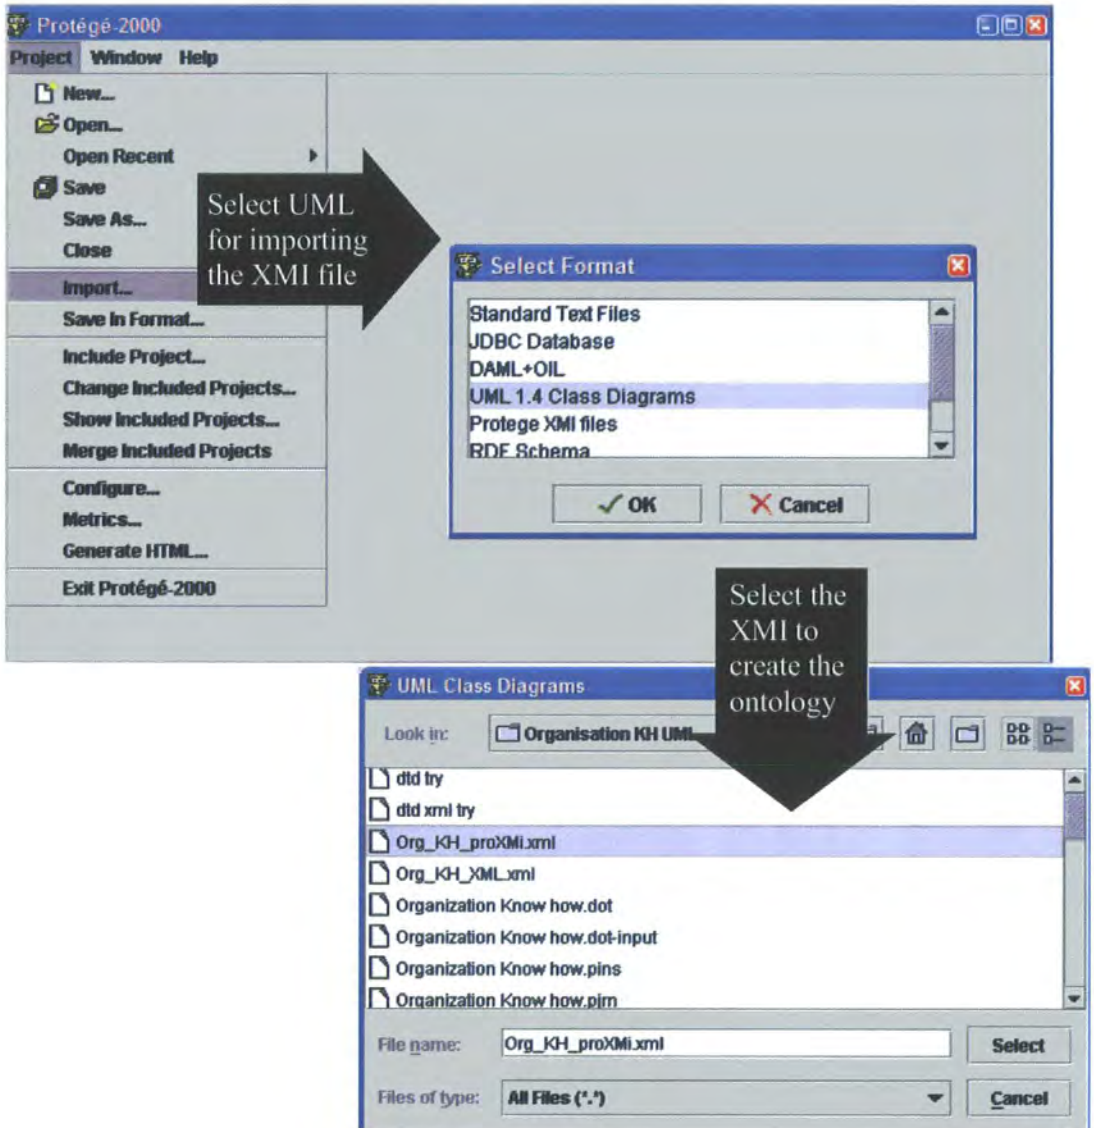 Protégé-2000
Project Window Help
New...
Open...
Open Recent
Save
Save As...
Close
Import...
Save In Format...
Include Project...
Change Included Projects...
Show Included Projects...
Merge Included Projects
Configure...
Metrics...
Generate HTML...
Exit Protégé-2000
Select UML
for importing
the XMI file
Select Format
Standard Text Files
JDBC Database
DAML+OIL
UML 1.4 Class Diagrams
Protege XMI files
RDF Schema
OK Cancel
Select the
XMI to
create the
ontology
UML Class Diagrams
Look in: Organisation KH UML
dtd try
dtd xml try
Org_KH_proXMi.xml
Org_KH_XML.xml
Organization Know how.dot
Organization Know how.dot-input
Organization Know how.pins
Organization Know how.pjrn
File name: Org_KH_proXMi.xml Select
Files of type: All Files (*.*) Cancel